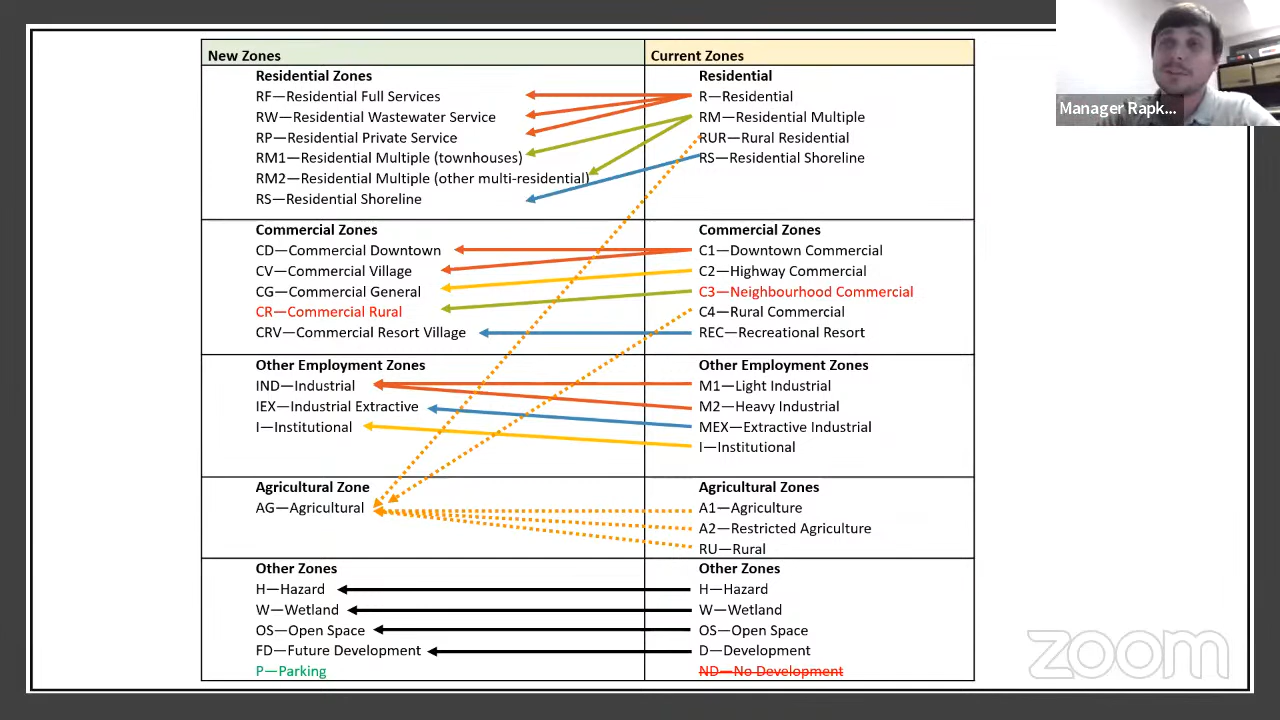 New Zones
Current Zones
Residential Zones
RF—Residential Full Services
RW—Residential Wastewater Service
RP—Residential Private Service
RM1—Residential Multiple (townhouses)
RM2—Residential Multiple (other multi-residential)
RS—Residential Shoreline
Residential
R—Residential
RM—Residential Multiple
RUR—Rural Residential
RS—Residential Shoreline
Commercial Zones
CD—Commercial Downtown
CV—Commercial Village
CG—Commercial General
CR—Commercial Rural
CRV—Commercial Resort Village
Commercial Zones
C1—Downtown Commercial
C2—Highway Commercial
C3—Neighbourhood Commercial
C4—Rural Commercial
REC—Recreational Resort
Other Employment Zones
IND—Industrial
IEX—Industrial Extractive
I—Institutional
Other Employment Zones
M1—Light Industrial
M2—Heavy Industrial
MEX—Extractive Industrial
I—Institutional
Agricultural Zone
AG—Agricultural
Agricultural Zones
A1—Agriculture
A2—Restricted Agriculture
RU—Rural
Other Zones
H—Hazard
W—Wetland
OS—Open Space
FD—Future Development
P—Parking
Other Zones
H—Hazard
W—Wetland
OS—Open Space
D—Development
ND—No Development
Manager Rapk...
zoom